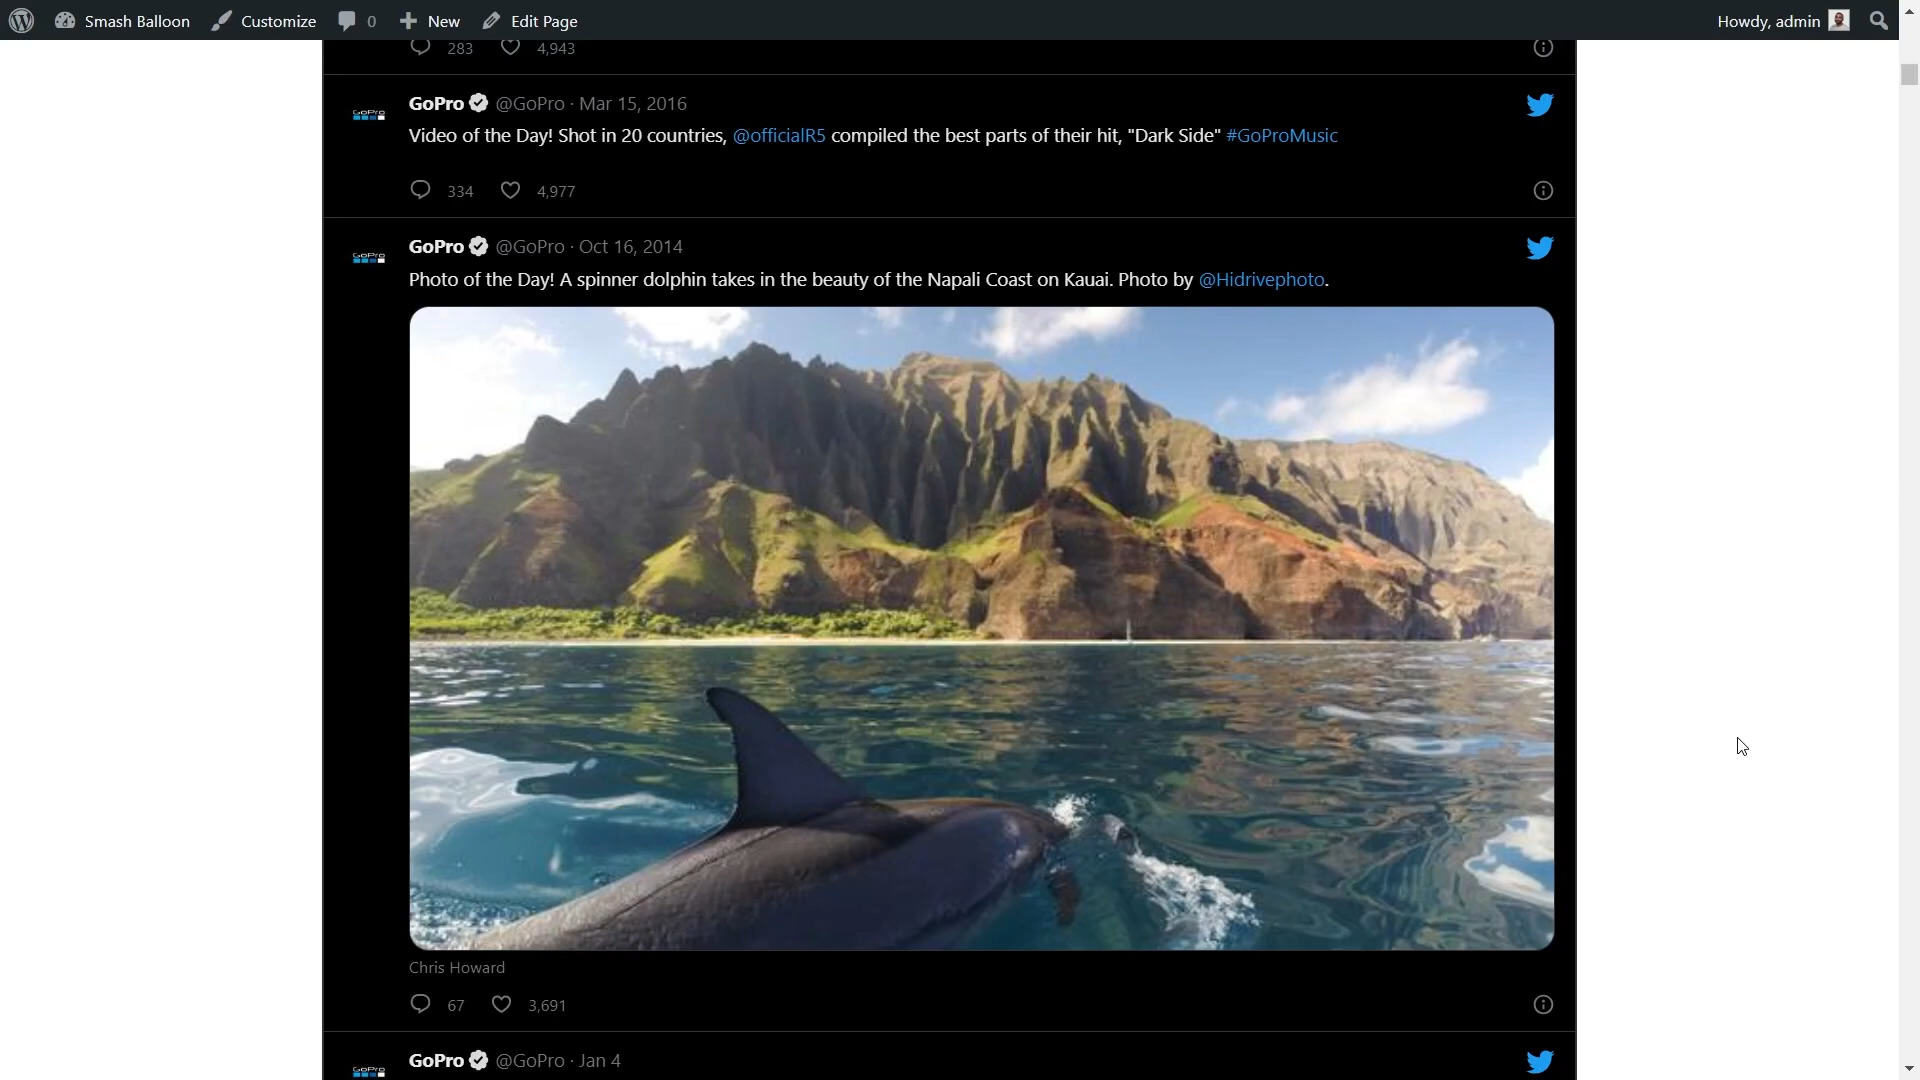 Smash Balloon Customize 0 New Edit Page Howdy, admin
283 4,943
GoPro @GoPro · Mar 15, 2016
Video of the Day! Shot in 20 countries, @officialR5 compiled the best parts of their hit, "Dark Side" #GoProMusic
334 4,977
GoPro
GoPro @GoPro · Oct 16, 2014
Photo of the Day! A spinner dolphin takes in the beauty of the Napali Coast on Kauai. Photo by @Hidrivephoto.
GoPro
Chris Howard
67 3,691
GoPro @GoPro · Jan 4
GoPro